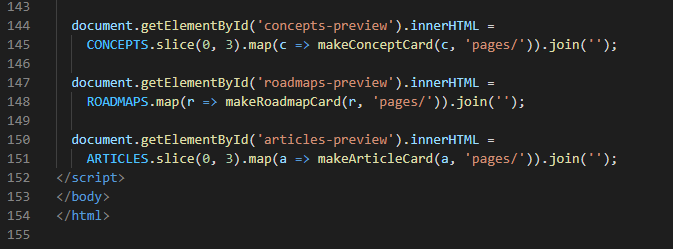 143
144 document.getElementById('concepts-preview').innerHTML =
145 CONCEPTS.slice(0, 3).map(c => makeConceptCard(c, 'pages/')).join('');
146
147 document.getElementById('roadmaps-preview').innerHTML =
148 ROADMAPS.map(r => makeRoadmapCard(r, 'pages/')).join('');
149
150 document.getElementById('articles-preview').innerHTML =
151 ARTICLES.slice(0, 3).map(a => makeArticleCard(a, 'pages/')).join('');
152 </script>
153 </body>
154 </html>
155